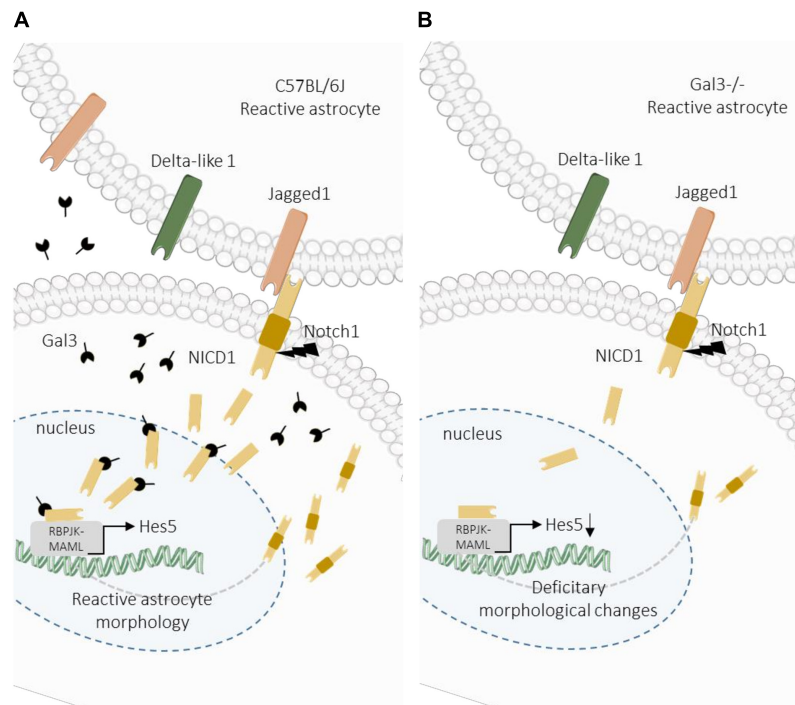 A
C57BL/6J
Reactive astrocyte
Delta-like 1
Jagged1
Gal3
NICD1
Notch1
nucleus
RBPJK-
MAML
Hes5
Reactive astrocyte
morphology
B
Gal3-/-
Reactive astrocyte
Delta-like 1
Jagged1
NICD1
Notch1
nucleus
RBPJK-
MAML
Hes5
Deficitary
morphological changes